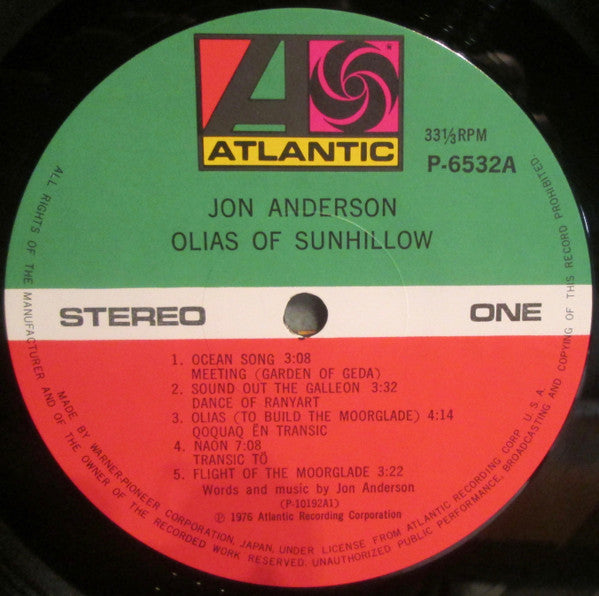 ATLANTIC
33⅓RPM
P-6532A
JON ANDERSON
OLIAS OF SUNHILLOW
STEREO
ONE
1. OCEAN SONG 3:08
MEETING (GARDEN OF GEDA)
2. SOUND OUT THE GALLEON 3:32
DANCE OF RANYART
3. OLIAS (TO BUILD THE MOORGLADE) 4:14
QOQUAQ ËN TRANSIC
4. NAÖN 7:08
TRANSIC TÖ
5. FLIGHT OF THE MOORGLADE 3:22
Words and music by Jon Anderson
(P-10192A1)
Ⓟ 1976 Atlantic Recording Corporation
MADE BY WARNER-PIONEER CORPORATION, JAPAN, UNDER LICENSE FROM ATLANTIC RECORDING CORP. U.S.A.
ALL RIGHTS OF THE MANUFACTURER AND OF THE OWNER OF THE RECORDED WORK RESERVED. UNAUTHORIZED PUBLIC PERFORMANCE, BROADCASTING AND COPYING OF THIS RECORD PROHIBITED